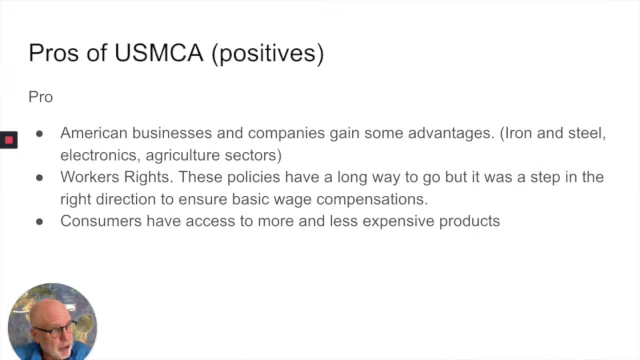 Pros of USMCA (positives)
Pro
● American businesses and companies gain some advantages. (Iron and steel,
electronics, agriculture sectors)
● Workers Rights. These policies have a long way to go but it was a step in the
right direction to ensure basic wage compensations.
● Consumers have access to more and less expensive products